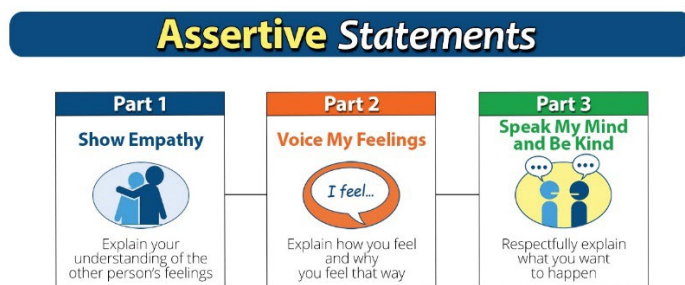 Assertive Statements
Part 1
Show Empathy
Explain your
understanding of the
other person's feelings
Part 2
Voice My Feelings
I feel...
Explain how you feel
and why
you feel that way
Part 3
Speak My Mind
and Be Kind
Respectfully explain
what you want
to happen